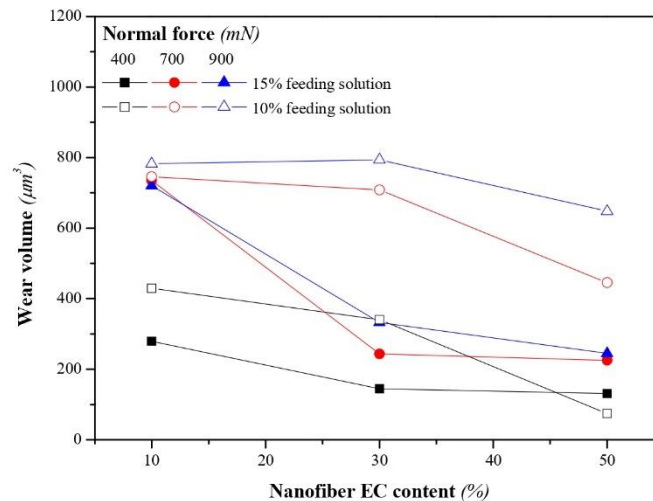 1200
1000
800
600
400
200
0
Wear volume (μm³)
Normal force (mN)
400 700 900
15% feeding solution
10% feeding solution
10 20 30 40 50
Nanofiber EC content (%)